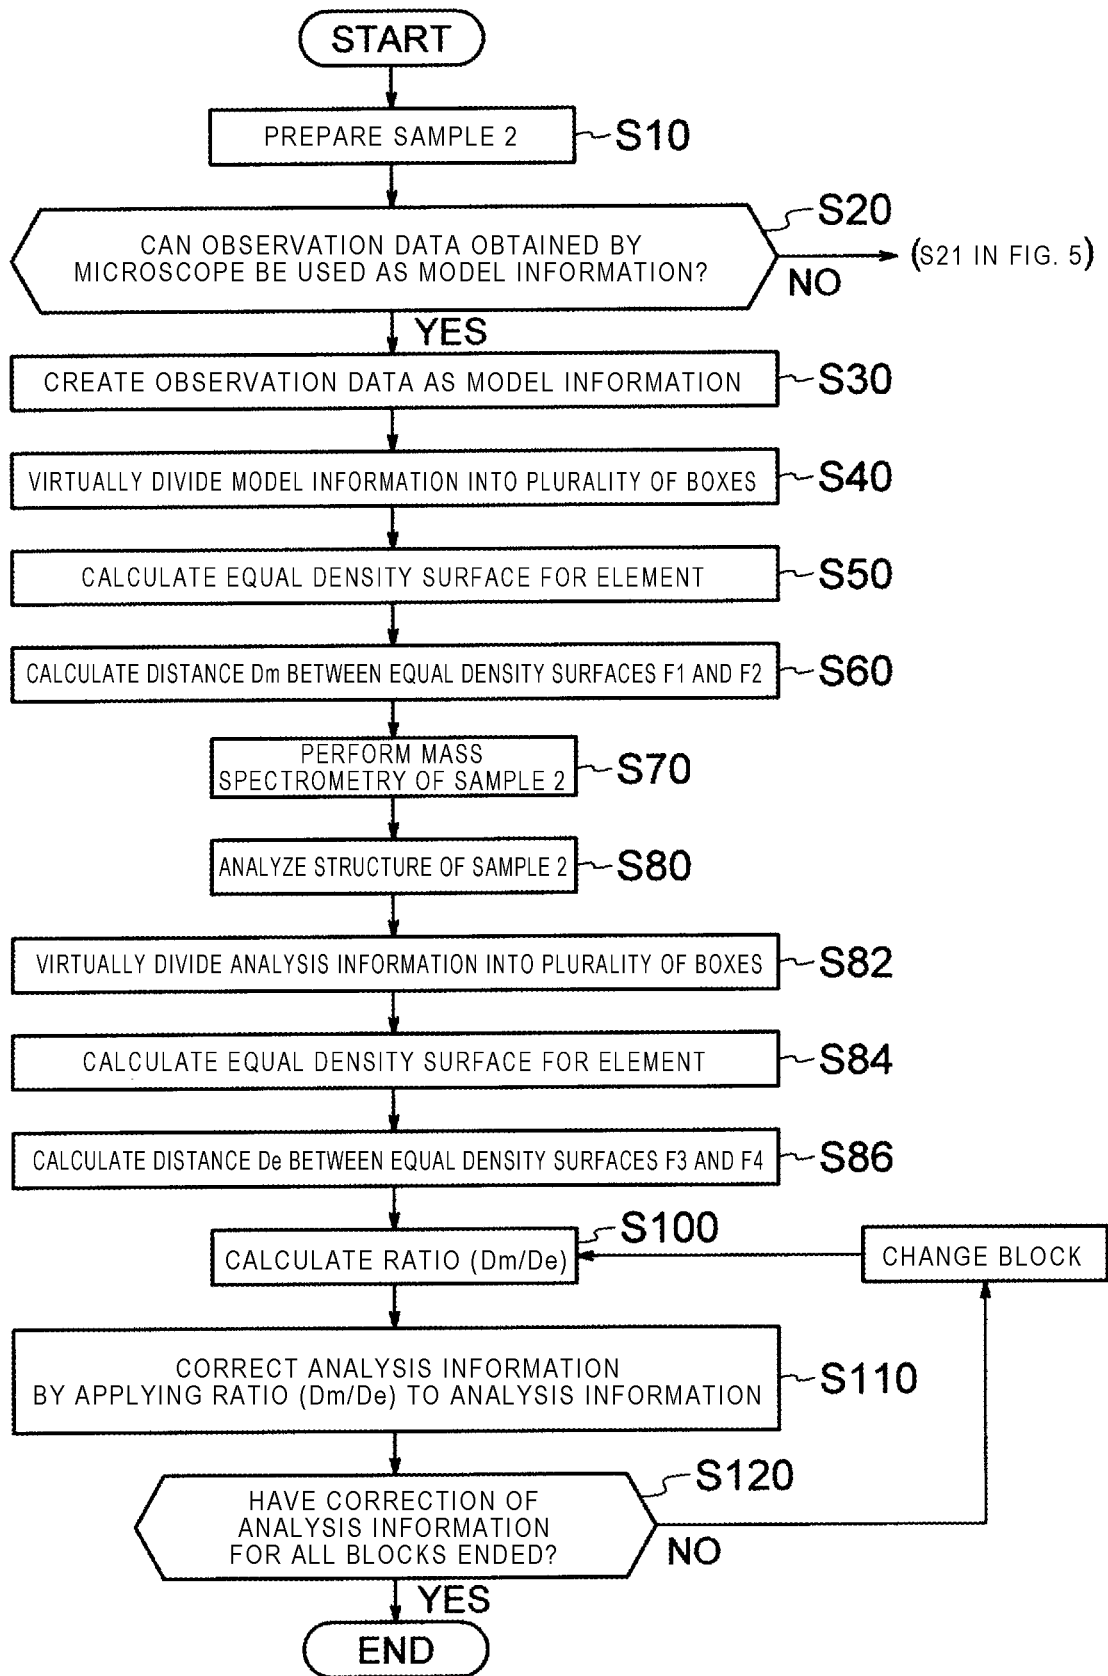 START
PREPARE SAMPLE 2
S10
CAN OBSERVATION DATA OBTAINED BY
MICROSCOPE BE USED AS MODEL INFORMATION?
S20
NO
(S21 IN FIG. 5)
YES
CREATE OBSERVATION DATA AS MODEL INFORMATION
S30
VIRTUALLY DIVIDE MODEL INFORMATION INTO PLURALITY OF BOXES
S40
CALCULATE EQUAL DENSITY SURFACE FOR ELEMENT
S50
CALCULATE DISTANCE Dm BETWEEN EQUAL DENSITY SURFACES F1 AND F2
S60
PERFORM MASS
SPECTROMETRY OF SAMPLE 2
S70
ANALYZE STRUCTURE OF SAMPLE 2
S80
VIRTUALLY DIVIDE ANALYSIS INFORMATION INTO PLURALITY OF BOXES
S82
CALCULATE EQUAL DENSITY SURFACE FOR ELEMENT
S84
CALCULATE DISTANCE De BETWEEN EQUAL DENSITY SURFACES F3 AND F4
S86
CALCULATE RATIO (Dm/De)
S100
CHANGE BLOCK
CORRECT ANALYSIS INFORMATION
BY APPLYING RATIO (Dm/De) TO ANALYSIS INFORMATION
S110
HAVE CORRECTION OF
ANALYSIS INFORMATION
FOR ALL BLOCKS ENDED?
S120
NO
YES
END